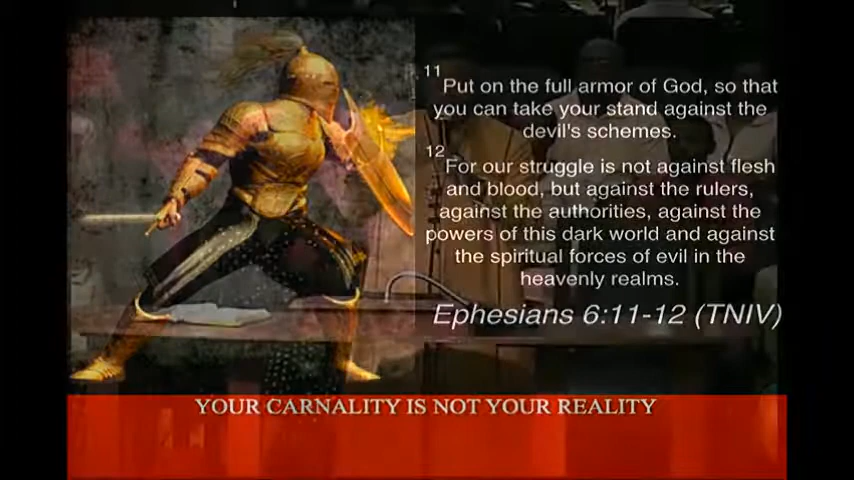 11
Put on the full armor of God, so that
you can take your stand against the
devil's schemes.
12
For our struggle is not against flesh
and blood, but against the rulers,
against the authorities, against the
powers of this dark world and against
the spiritual forces of evil in the
heavenly realms.
Ephesians 6:11-12 (TNIV)
YOUR CARNALITY IS NOT YOUR REALITY